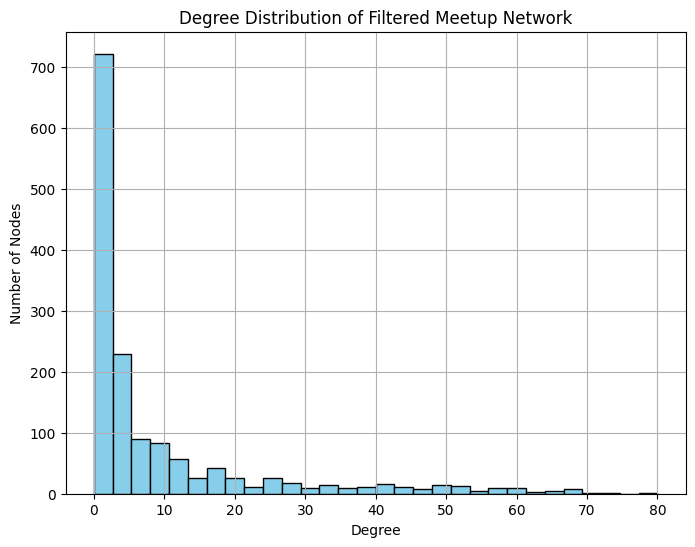 Degree Distribution of Filtered Meetup Network
700
600
500
400
300
200
100
0
Number of Nodes
0 10 20 30 40 50 60 70 80
Degree